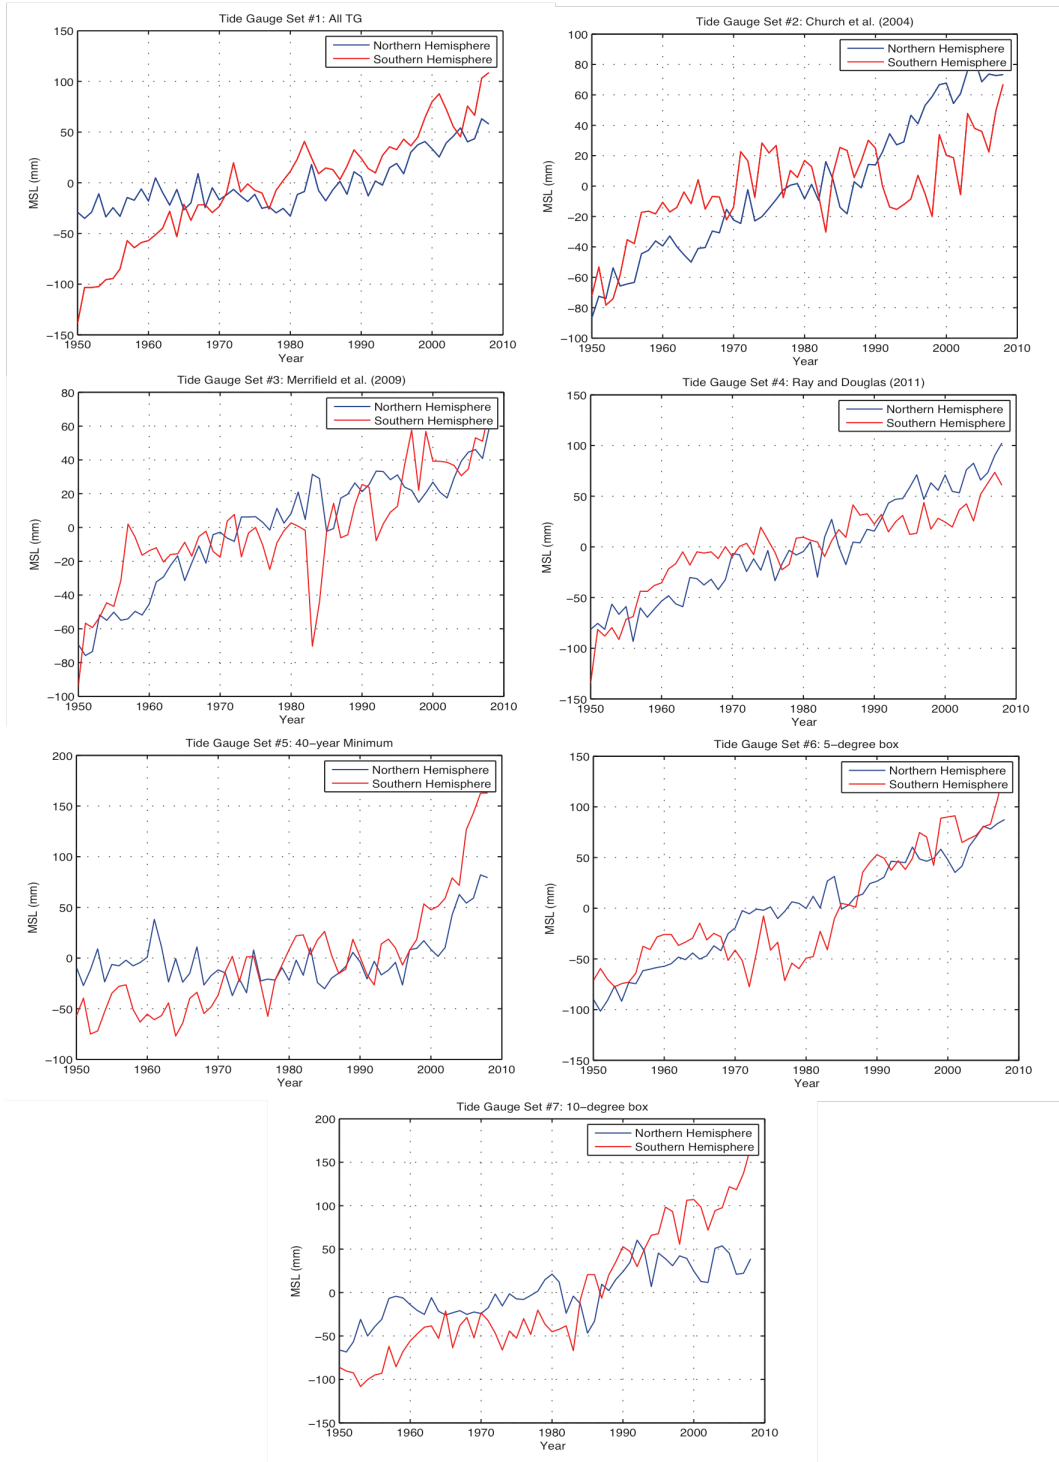 Tide Gauge Set #1: All TG
Northern Hemisphere
Southern Hemisphere
150
100
50
0
−50
−100
−150
MSL (mm)
1950 1960 1970 1980 1990 2000 2010
Year
Tide Gauge Set #2: Church et al. (2004)
Northern Hemisphere
Southern Hemisphere
100
80
60
40
20
0
−20
−40
−60
−80
−100
MSL (mm)
1950 1960 1970 1980 1990 2000 2010
Year
Tide Gauge Set #3: Merrifield et al. (2009)
Northern Hemisphere
Southern Hemisphere
80
60
40
20
0
−20
−40
−60
−80
−100
MSL (mm)
1950 1960 1970 1980 1990 2000 2010
Year
Tide Gauge Set #4: Ray and Douglas (2011)
Northern Hemisphere
Southern Hemisphere
150
100
50
0
−50
−100
−150
MSL (mm)
1950 1960 1970 1980 1990 2000 2010
Year
Tide Gauge Set #5: 40−year Minimum
Northern Hemisphere
Southern Hemisphere
200
150
100
50
0
−50
−100
MSL (mm)
1950 1960 1970 1980 1990 2000 2010
Year
Tide Gauge Set #6: 5−degree box
Northern Hemisphere
Southern Hemisphere
150
100
50
0
−50
−100
−150
MSL (mm)
1950 1960 1970 1980 1990 2000 2010
Year
Tide Gauge Set #7: 10−degree box
Northern Hemisphere
Southern Hemisphere
200
150
100
50
0
−50
−100
−150
MSL (mm)
1950 1960 1970 1980 1990 2000 2010
Year